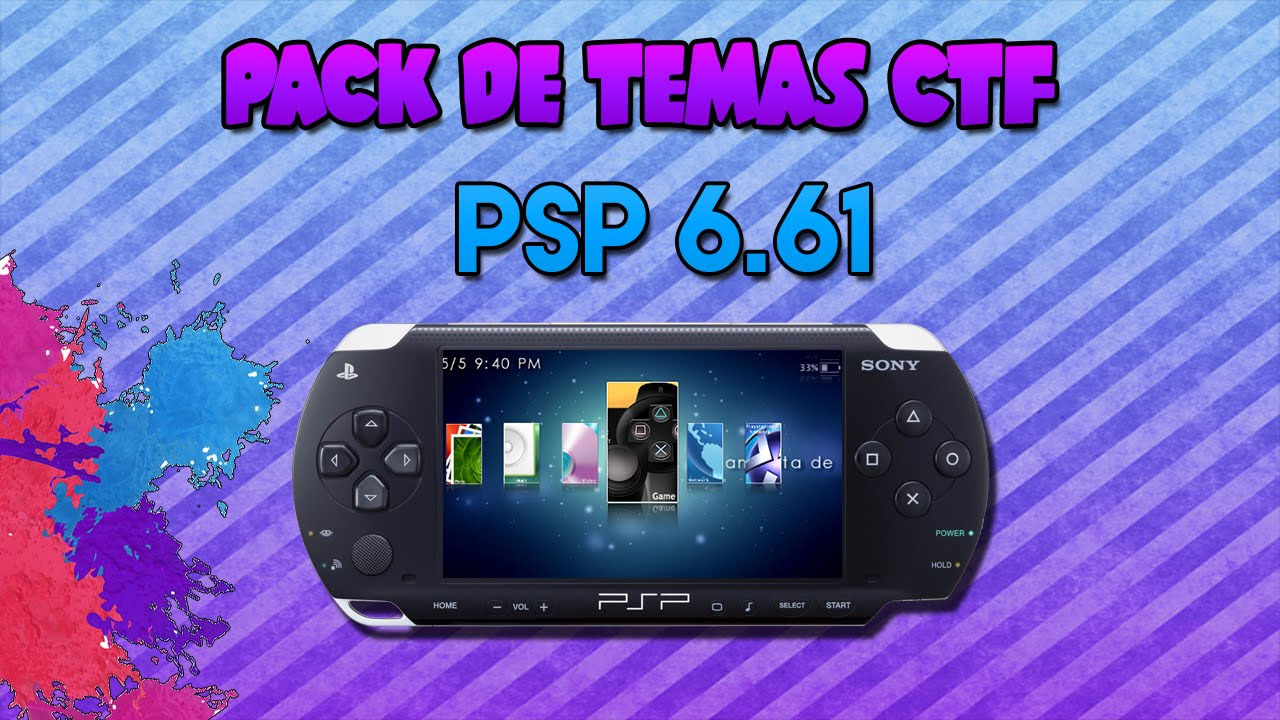 PACK DE TEMAS CTF
PSP 6.61
5/5 9:40 PM
33%
SONY
Game
POWER
HOLD
HOME
VOL
PSP
SELECT
START